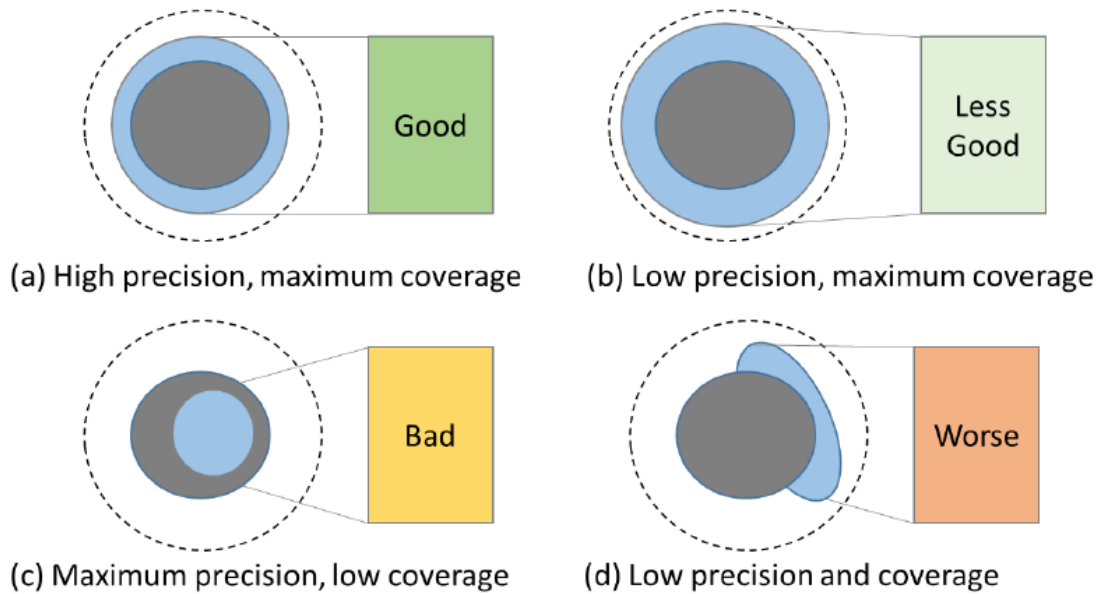 Good
Less
Good
(a) High precision, maximum coverage
(b) Low precision, maximum coverage
Bad
Worse
(c) Maximum precision, low coverage
(d) Low precision and coverage